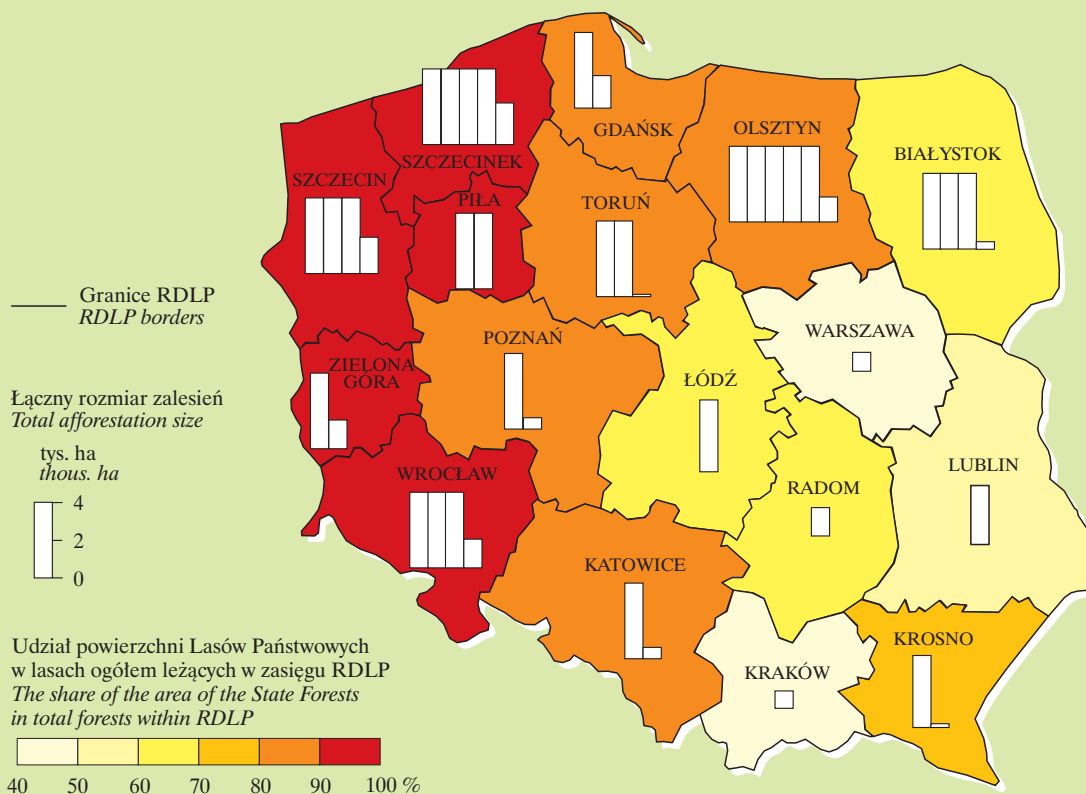 GDAŃSK
OLSZTYN
BIAŁYSTOK
SZCZECINEK
SZCZECIN
PIŁA
TORUŃ
Granice RDLP
RDLP borders
WARSZAWA
POZNAŃ
ZIELONA
GÓRA
ŁÓDŹ
Łączny rozmiar zalesień
Total afforestation size
tys. ha
thous. ha
4
2
0
WROCŁAW
LUBLIN
RADOM
KATOWICE
KROSNO
KRAKÓW
Udział powierzchni Lasów Państwowych
w lasach ogółem leżących w zasięgu RDLP
The share of the area of the State Forests
in total forests within RDLP
40 50 60 70 80 90 100 %